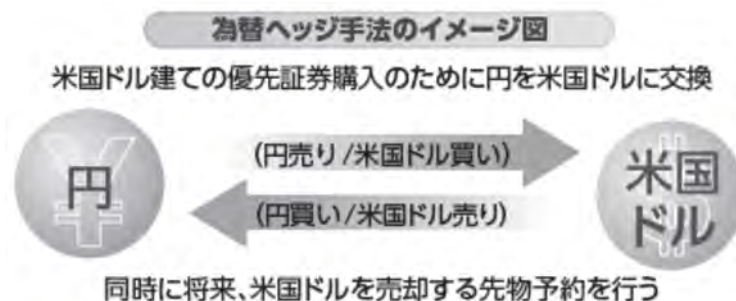 為替ヘッジ手法のイメージ図
米国ドル建ての優先証券購入のために円を米国ドルに交換
(円売り/米国ドル買い)
円
米国
ドル
(円買い/米国ドル売り)
同時に将来、米国ドルを売却する先物予約を行う